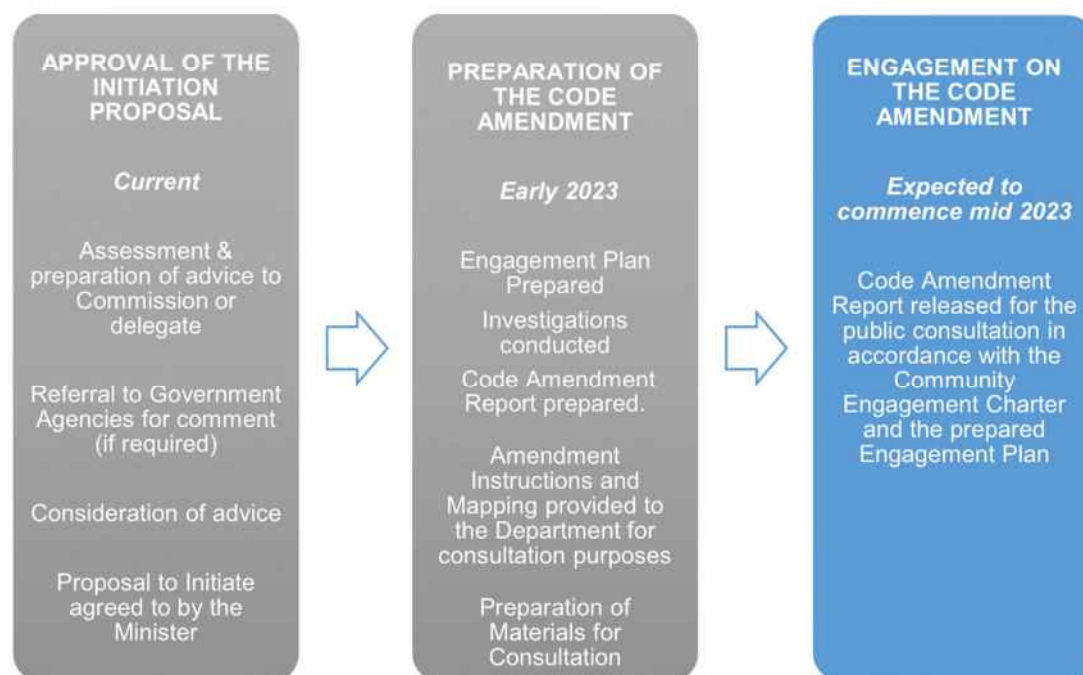 APPROVAL OF THE
INITIATION
PROPOSAL
Current
Assessment &
preparation of advice to
Commission or
delegate
Referral to Government
Agencies for comment
(if required)
Consideration of advice
Proposal to Initiate
agreed to by the
Minister
PREPARATION OF
THE CODE
AMENDMENT
Early 2023
Engagement Plan
Prepared
Investigations
conducted
Code Amendment
Report prepared.
Amendment
Instructions and
Mapping provided to
the Department for
consultation purposes
Preparation of
Materials for
Consultation
ENGAGEMENT ON
THE CODE
AMENDMENT
Expected to
commence mid 2023
Code Amendment
Report released for the
public consultation in
accordance with the
Community
Engagement Charter
and the prepared
Engagement Plan